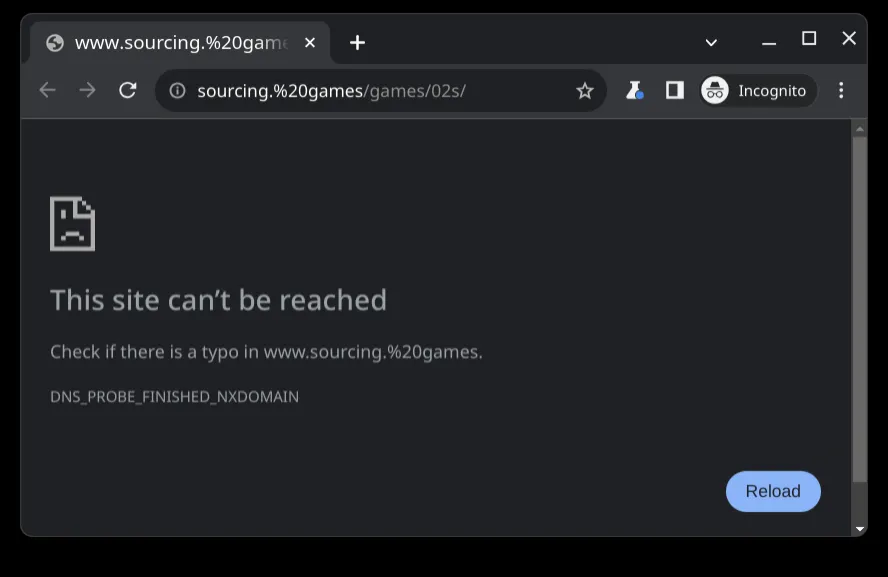 www.sourcing.%20game
sourcing.%20games/games/02s/
Incognito
This site can’t be reached
Check if there is a typo in www.sourcing.%20games.
DNS_PROBE_FINISHED_NXDOMAIN
Reload